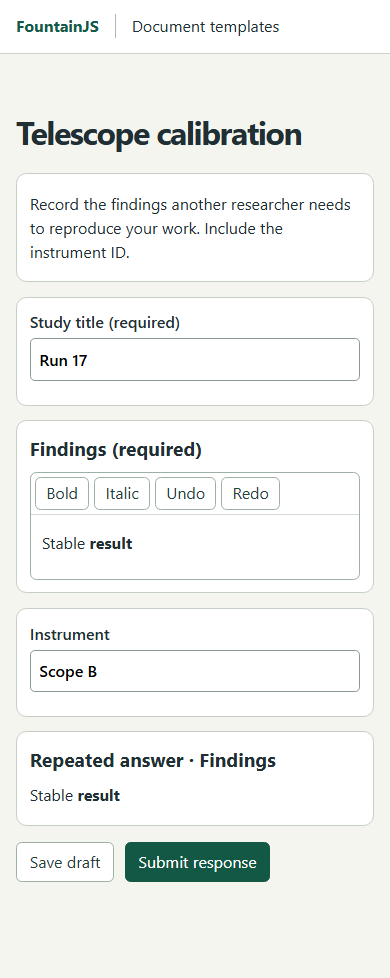 FountainJS
Document templates
Telescope calibration
Record the findings another researcher needs
to reproduce your work. Include the
instrument ID.
Study title (required)
Run 17
Findings (required)
Bold Italic Undo Redo
Stable result
Instrument
Scope B
Repeated answer · Findings
Stable result
Save draft Submit response